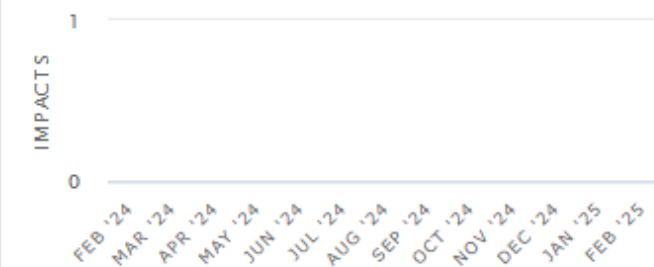 1
IMPACTS
0
FEB '24
MAR '24
APR '24
MAY '24
JUN '24
JUL '24
AUG '24
SEP '24
OCT '24
NOV '24
DEC '24
JAN '25
FEB '25